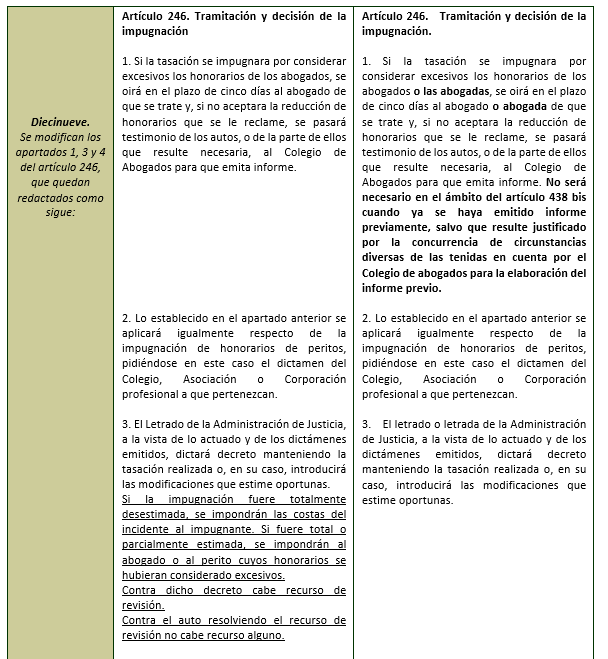 Diecinueve.
Se modifican los
apartados 1, 3 y 4
del artículo 246,
que quedan
redactados como
sigue:
Artículo 246. Tramitación y decisión de la
impugnación
1. Si la tasación se impugnara por considerar
excesivos los honorarios de los abogados, se
oirá en el plazo de cinco días al abogado de
que se trate y, si no aceptara la reducción de
honorarios que se le reclame, se pasará
testimonio de los autos, o de la parte de ellos
que resulte necesaria, al Colegio de
Abogados para que emita informe.
2. Lo establecido en el apartado anterior se
aplicará igualmente respecto de la
impugnación de honorarios de peritos,
pidiéndose en este caso el dictamen del
Colegio, Asociación o Corporación
profesional a que pertenezcan.
3. El Letrado de la Administración de Justicia,
a la vista de lo actuado y de los dictámenes
emitidos, dictará decreto manteniendo la
tasación realizada o, en su caso, introducirá
las modificaciones que estime oportunas.
Si la impugnación fuere totalmente
desestimada, se impondrán las costas del
incidente al impugnante. Si fuere total o
parcialmente estimada, se impondrán al
abogado o al perito cuyos honorarios se
hubieran considerado excesivos.
Contra dicho decreto cabe recurso de
revisión.
Contra el auto resolviendo el recurso de
revisión no cabe recurso alguno.
Artículo 246. Tramitación y decisión de la
impugnación.
1. Si la tasación se impugnara por
considerar excesivos los honorarios de los
abogados o las abogadas, se oirá en el plazo
de cinco días al abogado o abogada de que
se trate y, si no aceptara la reducción de
honorarios que se le reclame, se pasará
testimonio de los autos, o de la parte de ellos
que resulte necesaria, al Colegio de
Abogados para que emita informe. No será
necesario en el ámbito del artículo 438 bis
cuando ya se haya emitido informe
previamente, salvo que resulte justificado
por la concurrencia de circunstancias
diversas de las tenidas en cuenta por el
Colegio de abogados para la elaboración del
informe previo.
2. Lo establecido en el apartado anterior se
aplicará igualmente respecto de la
impugnación de honorarios de peritos,
pidiéndose en este caso el dictamen del
Colegio, Asociación o Corporación
profesional a que pertenezcan.
3. El letrado o letrada de la Administración
de Justicia, a la vista de lo actuado y de los
dictámenes emitidos, dictará decreto
manteniendo la tasación realizada o, en su
caso, introducirá las modificaciones que
estime oportunas.